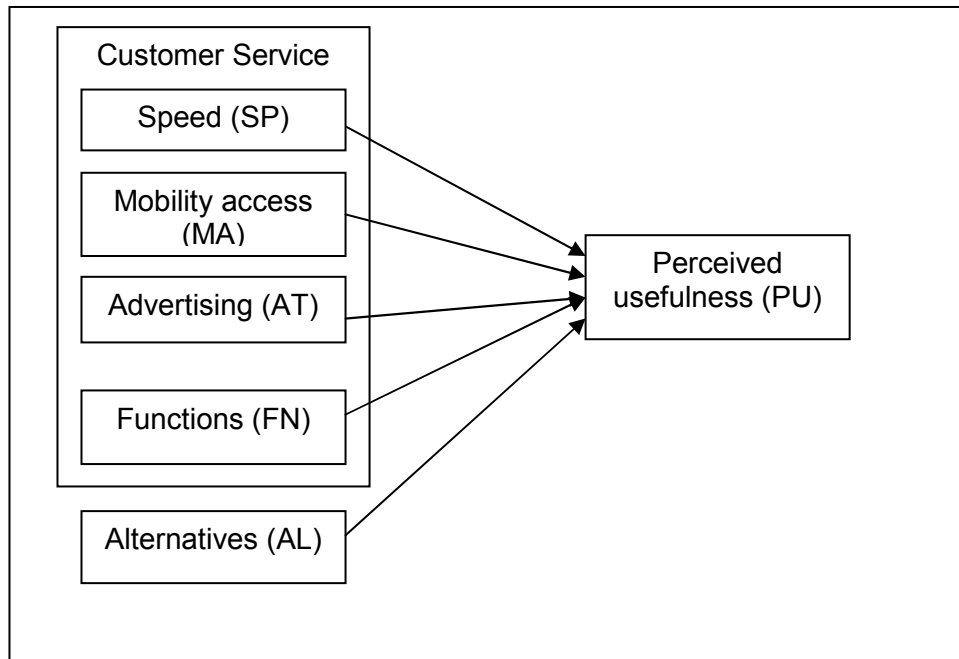 Customer Service
Speed (SP)
Mobility access
(MA)
Advertising (AT)
Functions (FN)
Alternatives (AL)
Perceived
usefulness (PU)